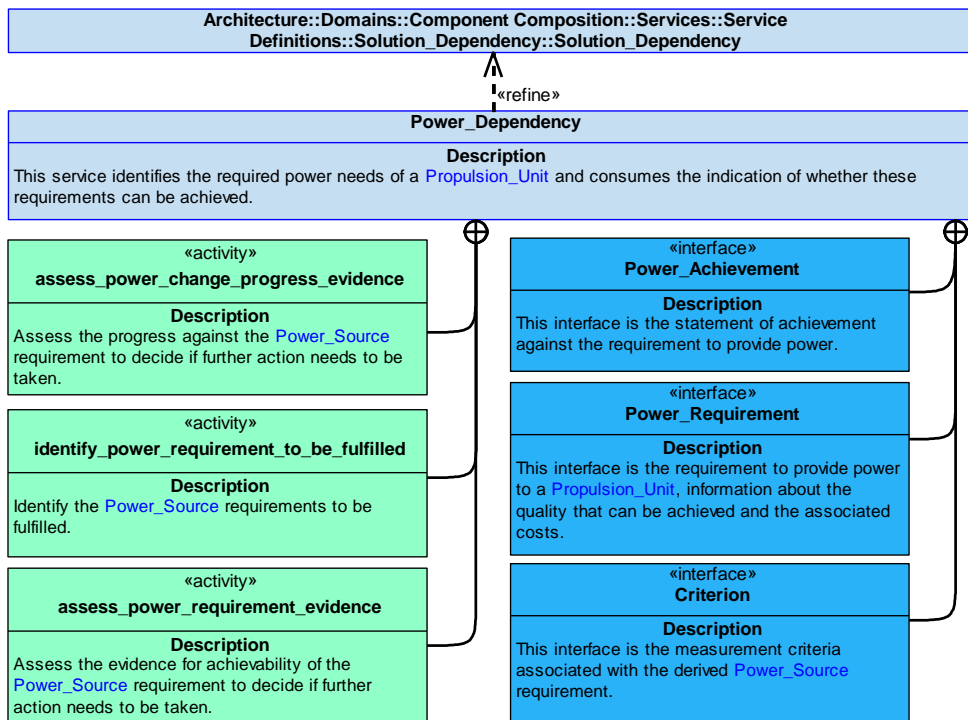 Architecture::Domains::Component Composition::Services::Service
Definitions::Solution_Dependency::Solution_Dependency
«refine»
Power_Dependency
Description
This service identifies the required power needs of a Propulsion_Unit and consumes the indication of whether these
requirements can be achieved.
«activity»
assess_power_change_progress_evidence
Description
Assess the progress against the Power_Source
requirement to decide if further action needs to be
taken.
«activity»
identify_power_requirement_to_be_fulfilled
Description
Identify the Power_Source requirements to be
fulfilled.
«activity»
assess_power_requirement_evidence
Description
Assess the evidence for achievability of the
Power_Source requirement to decide if further
action needs to be taken.
«interface»
Power_Achievement
Description
This interface is the statement of achievement
against the requirement to provide power.
«interface»
Power_Requirement
Description
This interface is the requirement to provide power
to a Propulsion_Unit, information about the
quality that can be achieved and the associated
costs.
«interface»
Criterion
Description
This interface is the measurement criteria
associated with the derived Power_Source
requirement.